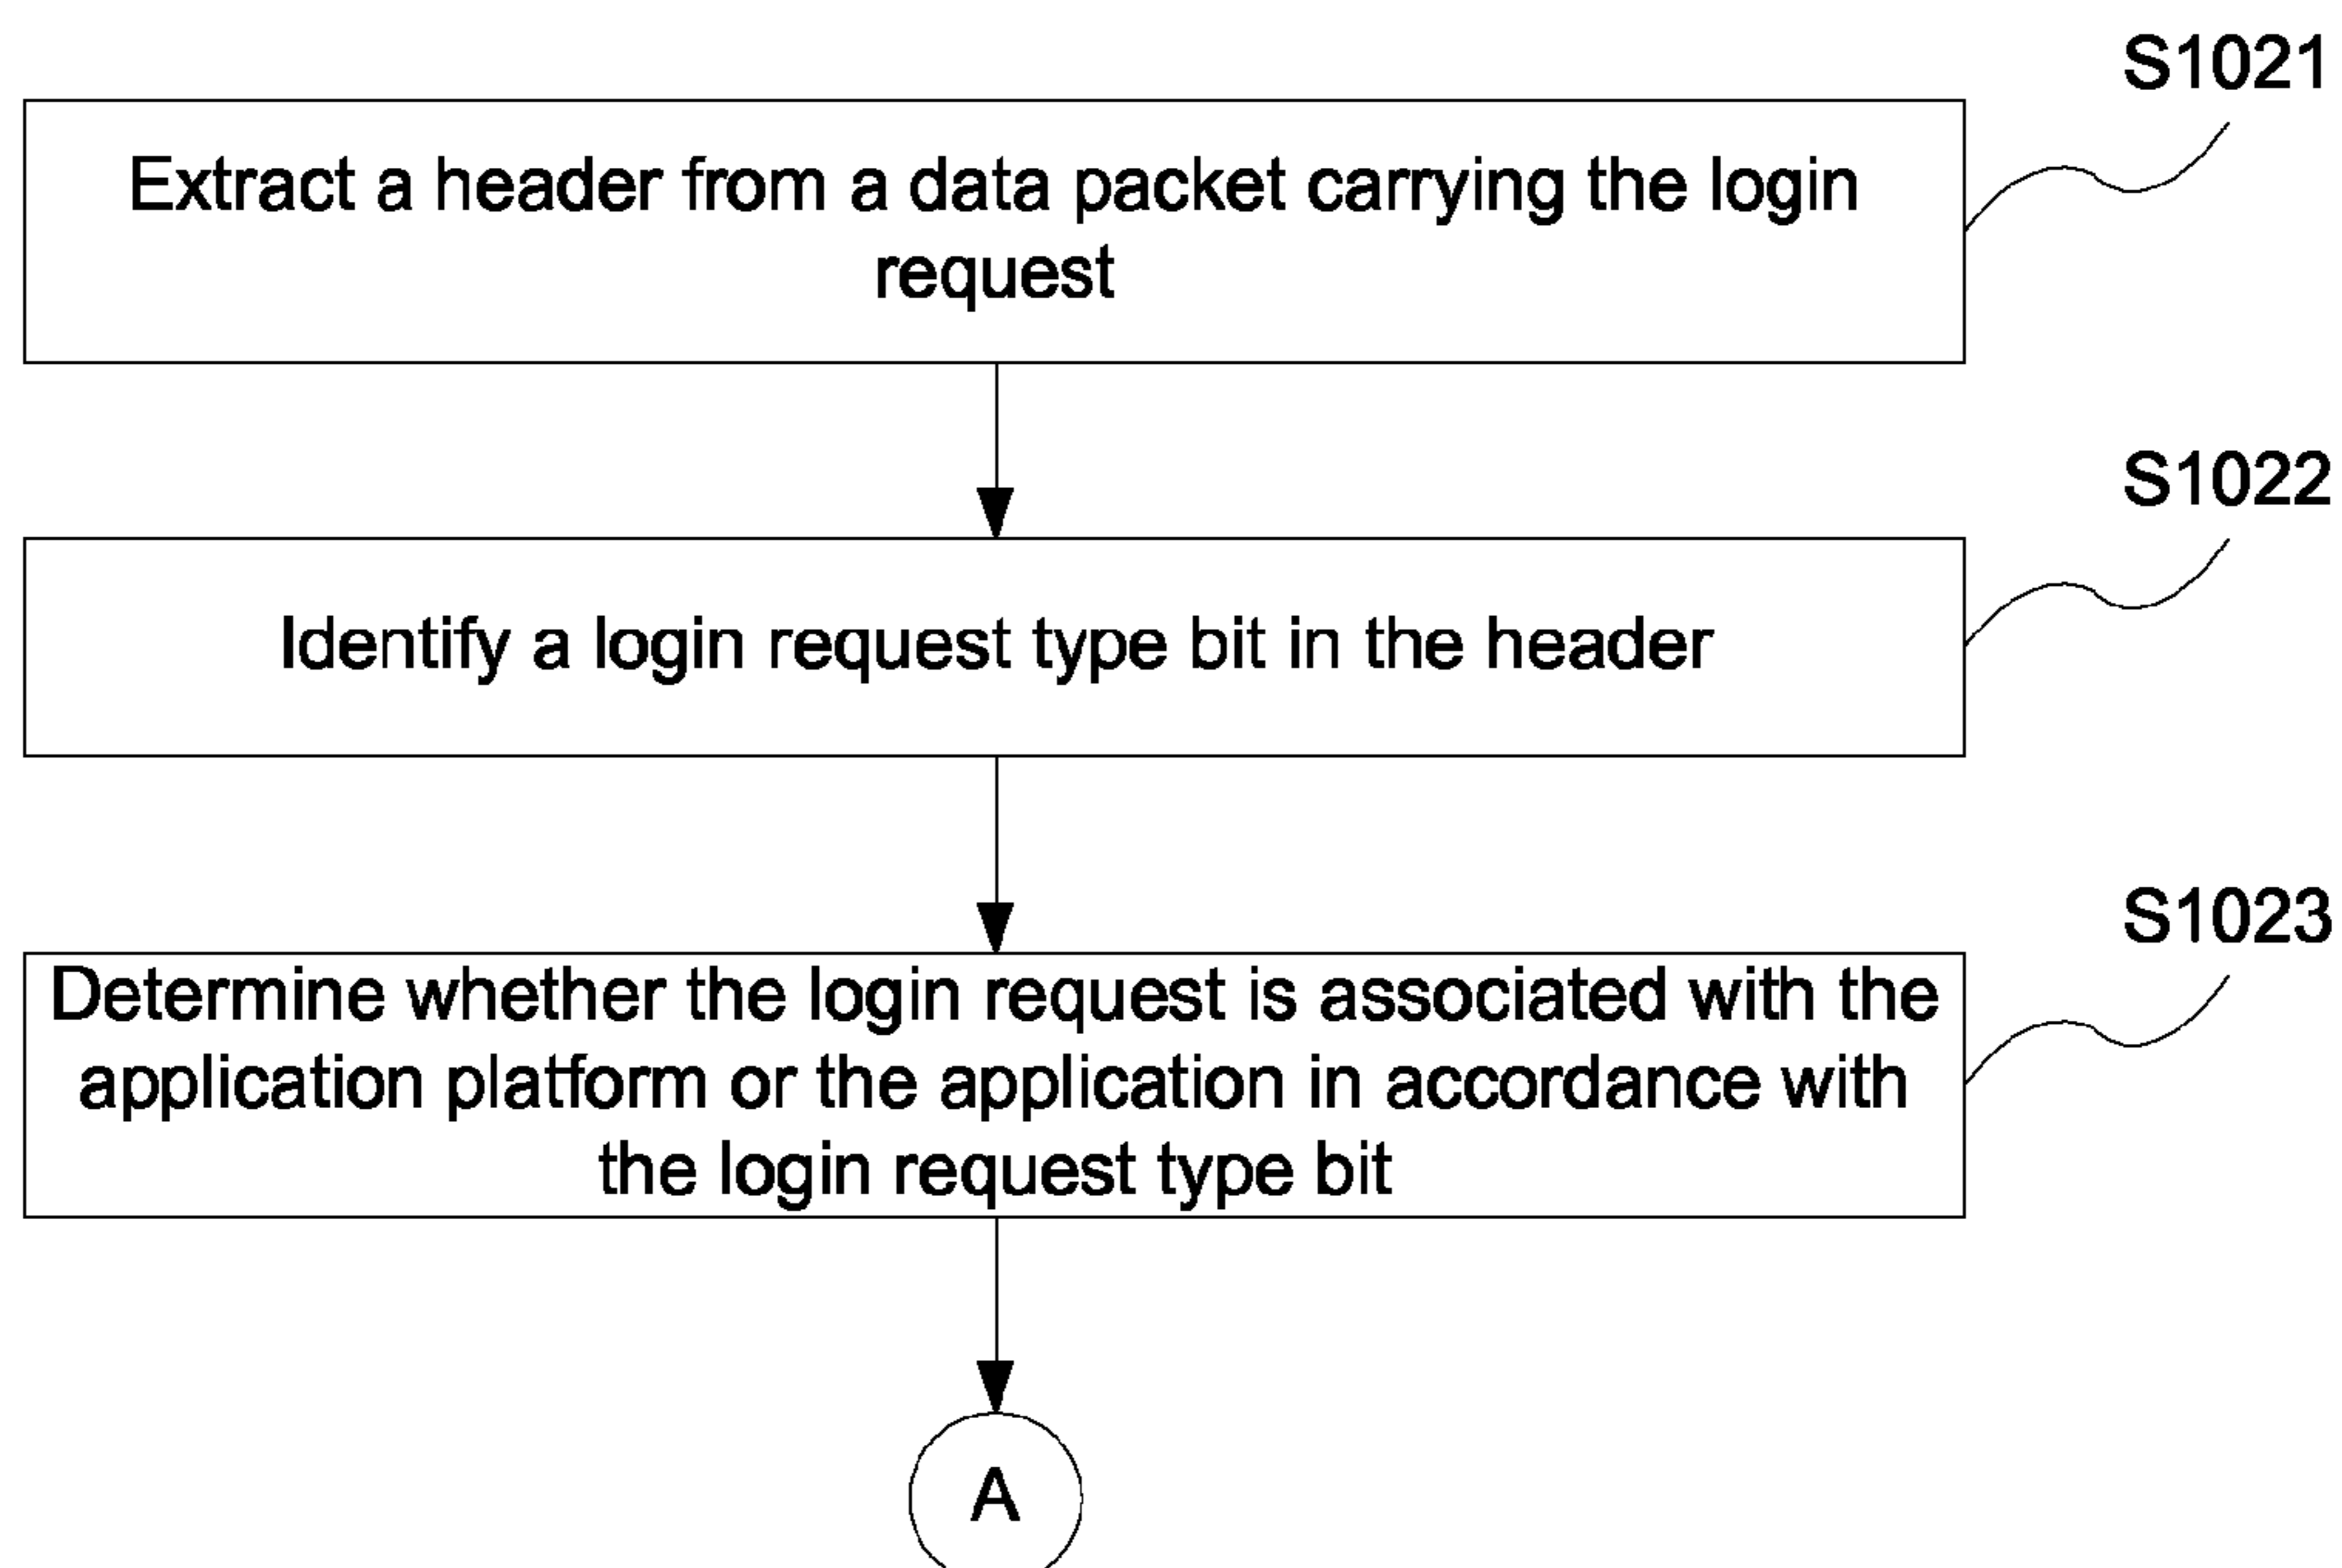 S1021
Extract a header from a data packet carrying the login
request
S1022
Identify a login request type bit in the header
S1023
Determine whether the login request is associated with the
application platform or the application in accordance with
the login request type bit
A